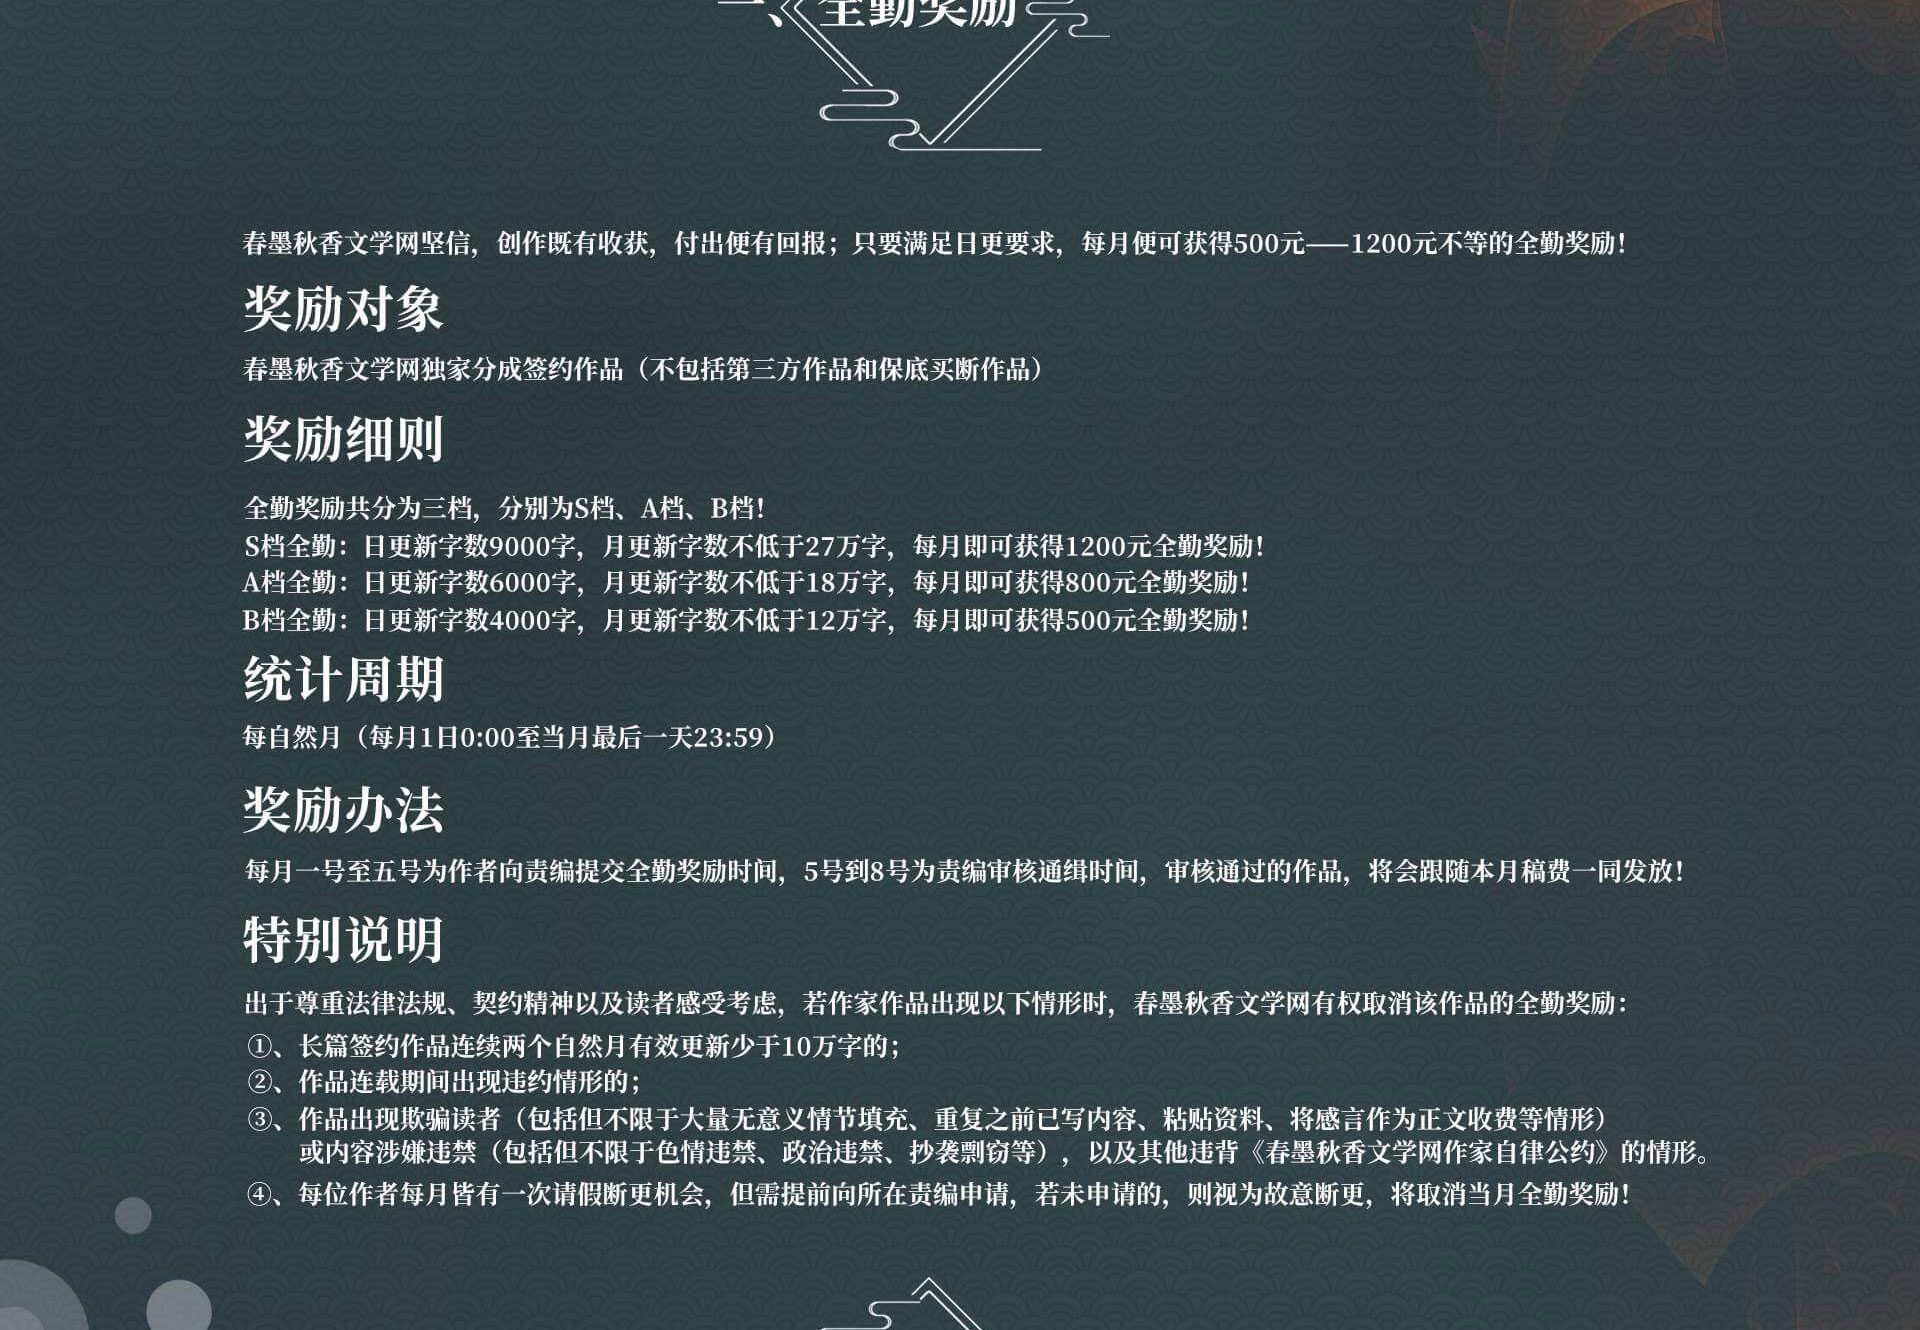 一、全勤奖励
春墨秋香文学网坚信，创作既有收获，付出便有回报；只要满足日更要求，每月便可获得500元——1200元不等的全勤奖励！
奖励对象
春墨秋香文学网独家分成签约作品（不包括第三方作品和保底买断作品）
奖励细则
全勤奖励共分为三档，分别为S档、A档、B档！
S档全勤：日更新字数9000字，月更新字数不低于27万字，每月即可获得1200元全勤奖励！
A档全勤：日更新字数6000字，月更新字数不低于18万字，每月即可获得800元全勤奖励！
B档全勤：日更新字数4000字，月更新字数不低于12万字，每月即可获得500元全勤奖励！
统计周期
每自然月（每月1日0:00至当月最后一天23:59）
奖励办法
每月一号至五号为作者向责编提交全勤奖励时间，5号到8号为责编审核通缉时间，审核通过的作品，将会跟随本月稿费一同发放！
特别说明
出于尊重法律法规、契约精神以及读者感受考虑，若作家作品出现以下情形时，春墨秋香文学网有权取消该作品的全勤奖励：
①、长篇签约作品连续两个自然月有效更新少于10万字的；
②、作品连载期间出现违约情形的；
③、作品出现欺骗读者（包括但不限于大量无意义情节填充、重复之前已写内容、粘贴资料、将感言作为正文收费等情形）
或内容涉嫌违禁（包括但不限于色情违禁、政治违禁、抄袭剽窃等），以及其他违背《春墨秋香文学网作家自律公约》的情形。
④、每位作者每月皆有一次请假断更机会，但需提前向所在责编申请，若未申请的，则视为故意断更，将取消当月全勤奖励！